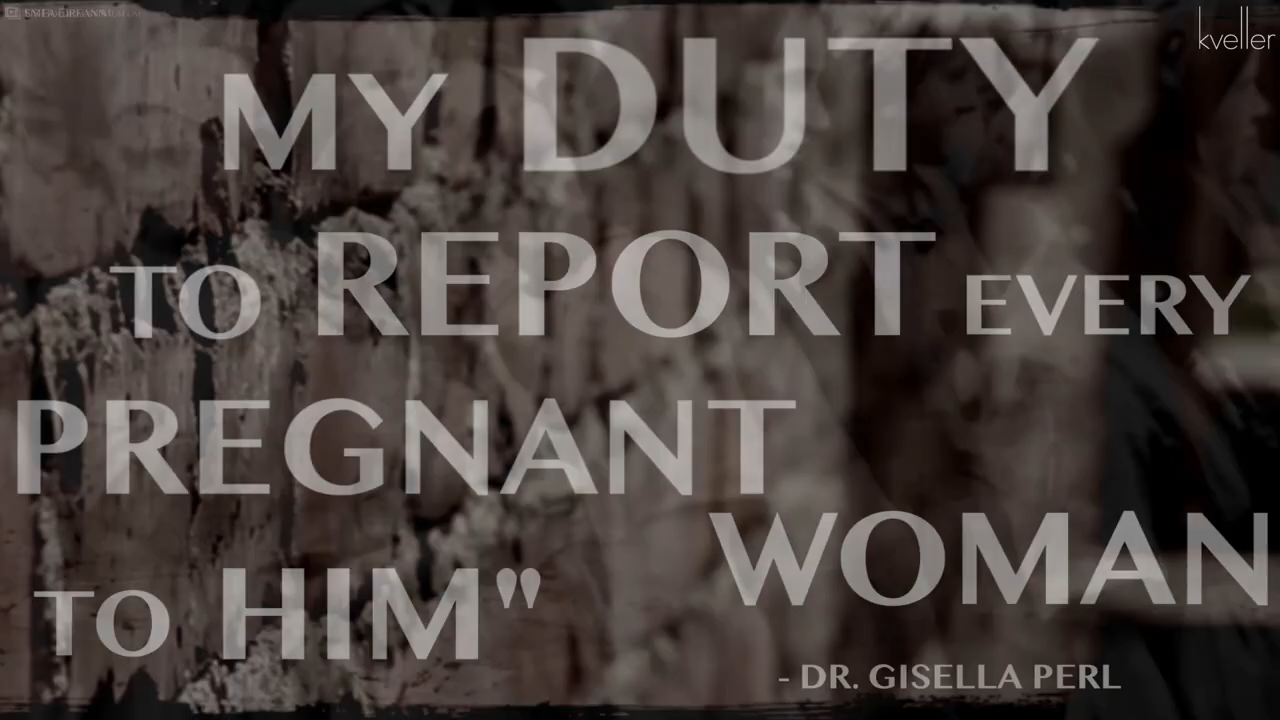 kveller
MY DUTY
TO REPORT EVERY
PREGNANT
WOMAN
TO HIM"
- DR. GISELLA PERL